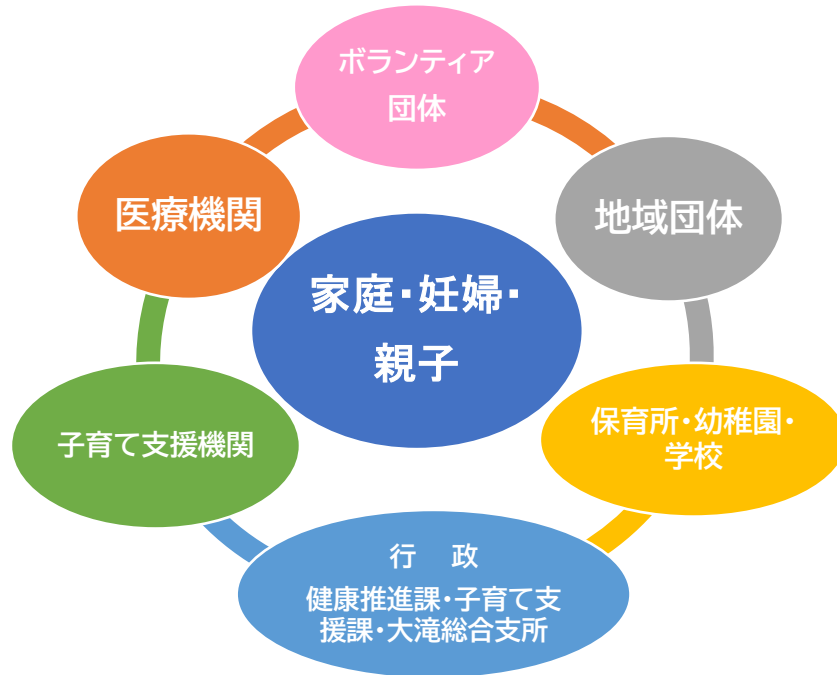 ボランティア
団体
医療機関
地域団体
家庭・妊婦・
親子
子育て支援機関
保育所・幼稚園・
学校
行　政
健康推進課・子育て支
援課・大滝総合支所